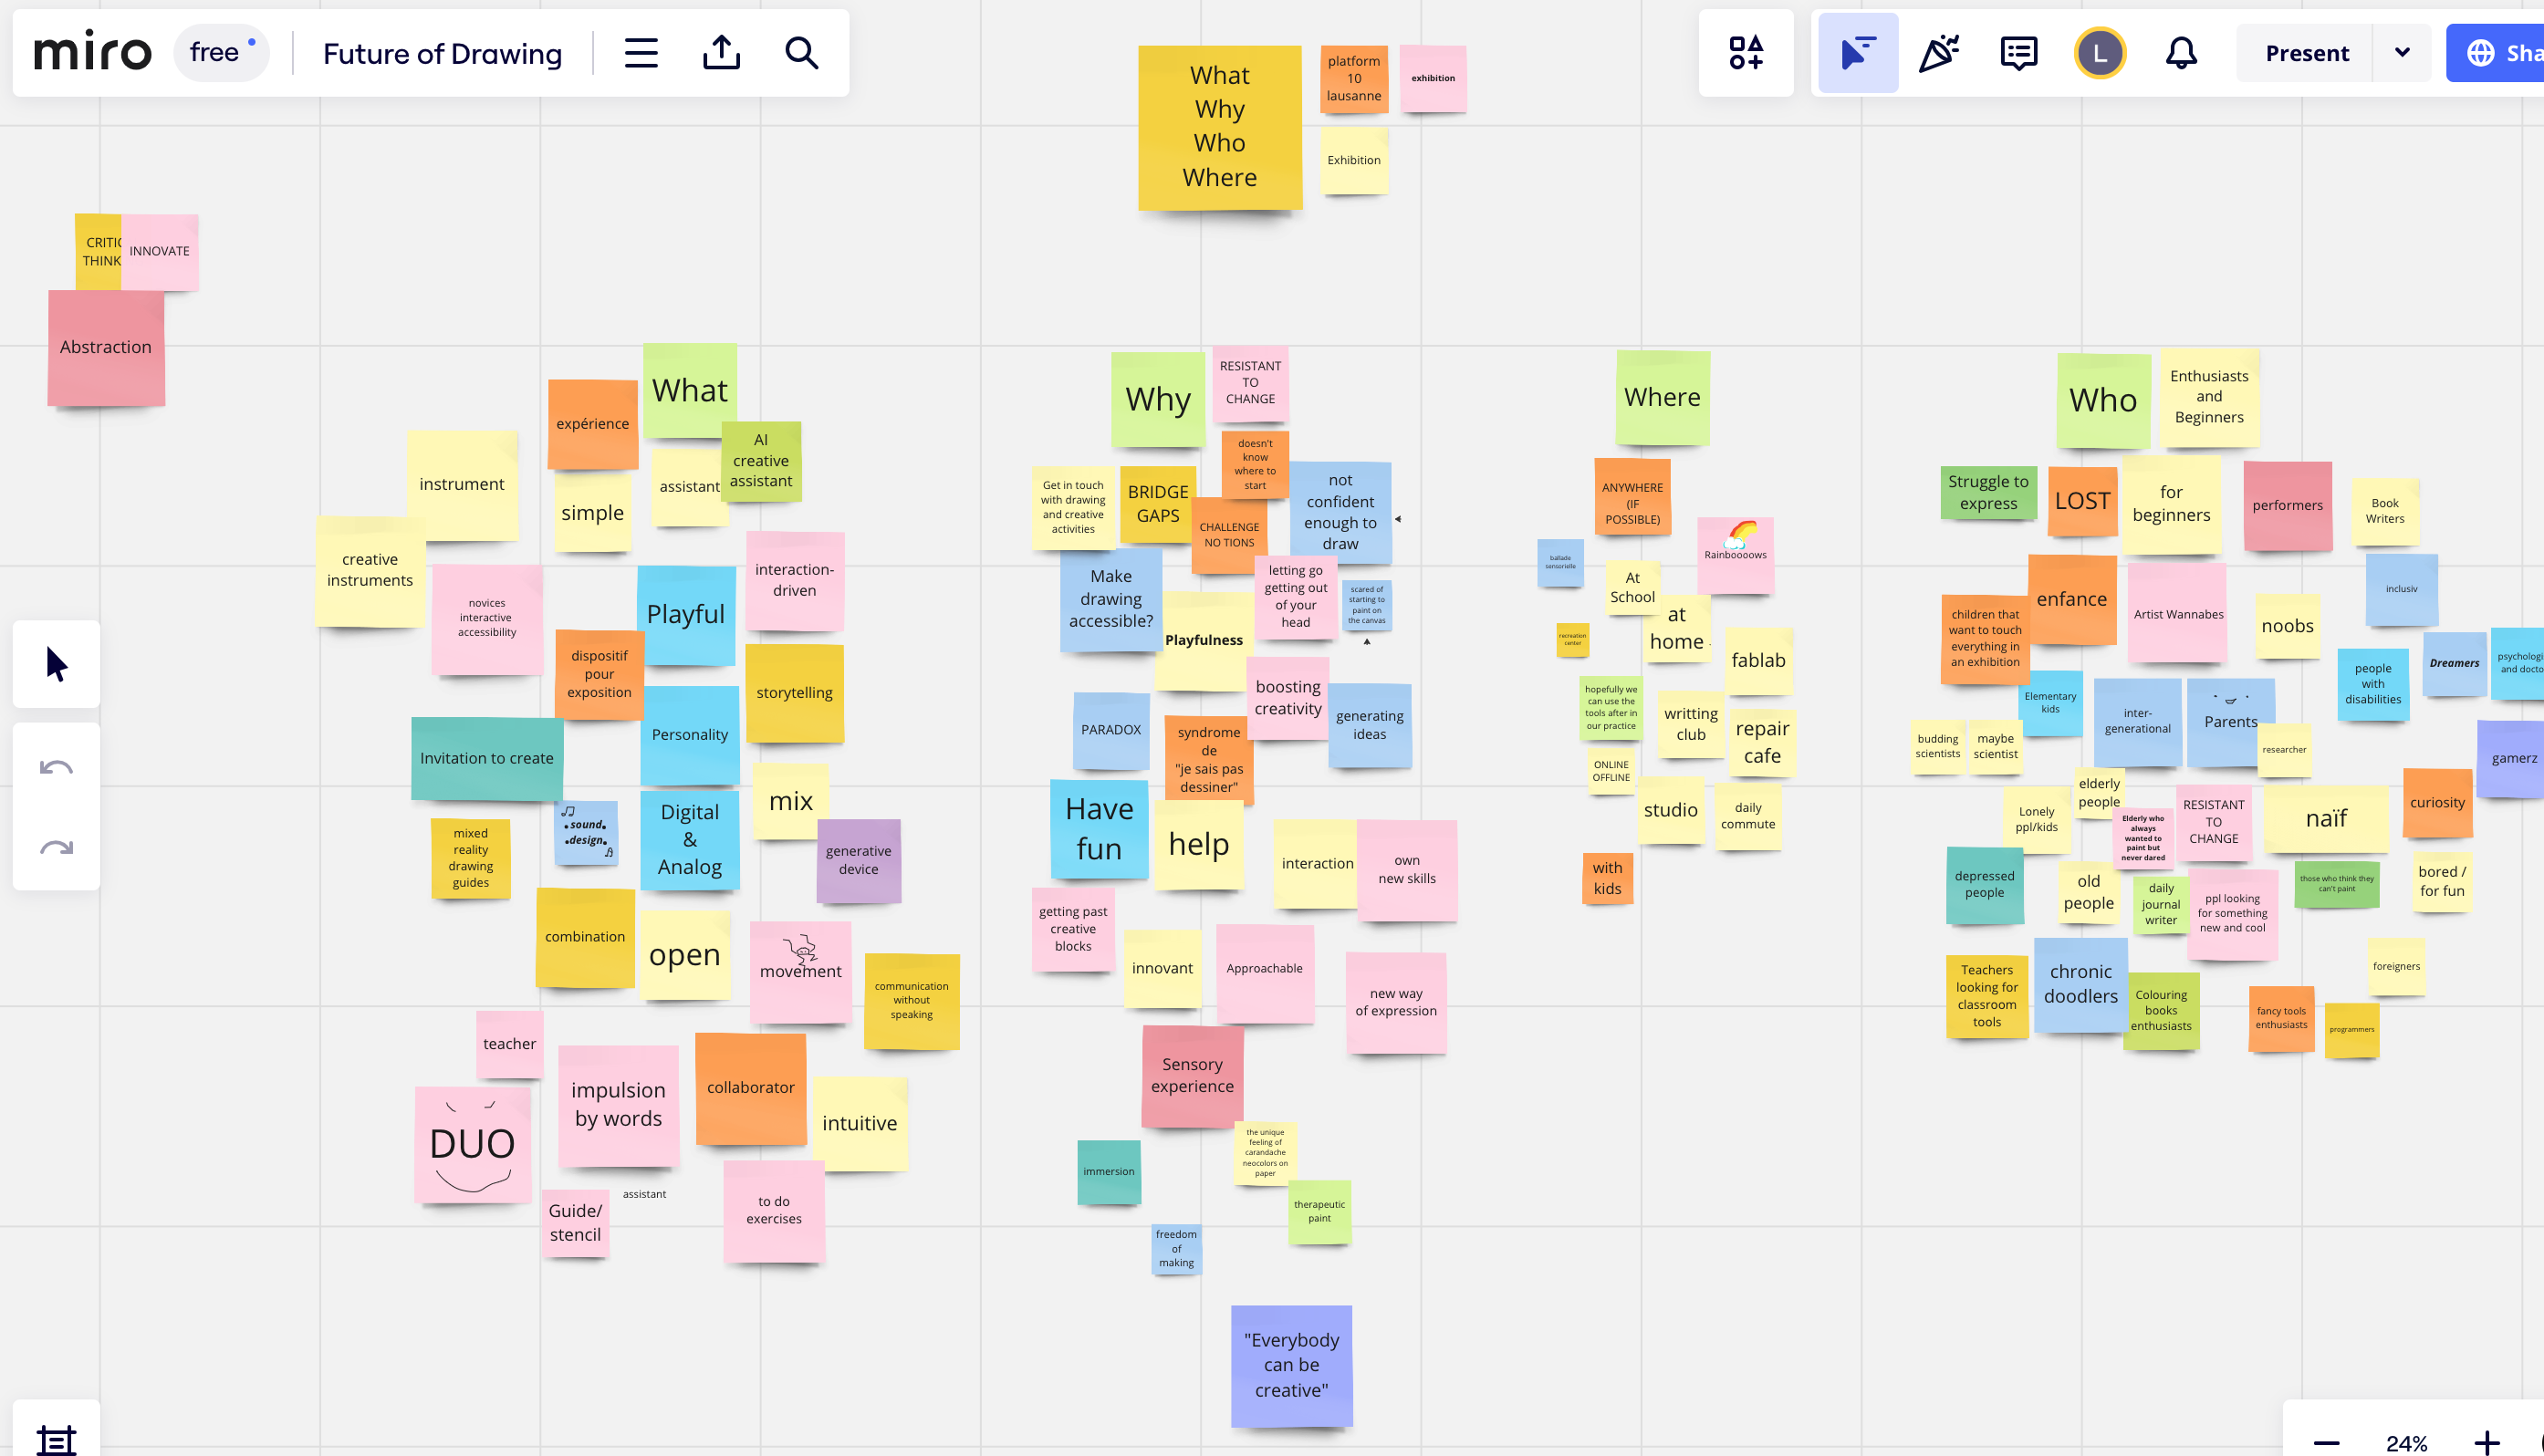 miro
free
Future of Drawing
Present
Sha
L
What
Why
Who
Where
platform
10
lausanne
exhibition
Exhibition
CRITIC
THINK
INNOVATE
Abstraction
What
expérience
AI
creative
assistant
instrument
simple
assistant
creative
instruments
novices
interactive
accessibility
Playful
interaction-
driven
dispositif
pour
exposition
storytelling
Personality
Invitation to create
mix
Digital
&
Analog
sound
design
mixed
reality
drawing
guides
generative
device
combination
open
movement
communication
without
speaking
teacher
impulsion
by words
collaborator
intuitive
DUO
assistant
Guide/
stencil
to do
exercises
Why
RESISTANT
TO
CHANGE
doesn't
know
where to
start
Get in touch
with drawing
and creative
activities
BRIDGE
GAPS
CHALLENGE
NO TIONS
not
confident
enough to
draw
Make
drawing
accessible?
letting go
getting out
of your
head
scared of
starting to
paint on
the canvas
Playfulness
boosting
creativity
PARADOX
generating
ideas
syndrome
de
"je sais pas
dessiner"
Have
fun
help
interaction
own
new skills
getting past
creative
blocks
innovant
Approachable
new way
of expression
Sensory
experience
the unique
feeling of
carandache
neocolors on
paper
immersion
therapeutic
paint
freedom
of
making
"Everybody
can be
creative"
Where
ANYWHERE
(IF
POSSIBLE)
Rainboooows
ballade
sensorielle
At
School
at
home
recreation
center
fablab
hopefully we
can use the
tools after in
our practice
writting
club
repair
cafe
ONLINE
OFFLINE
studio
daily
commute
with
kids
Who
Enthusiasts
and
Beginners
Struggle to
express
LOST
for
beginners
performers
Book
Writers
enfance
Artist Wannabes
inclusiv
children that
want to touch
everything in
an exhibition
noobs
people
with
disabilities
Dreamers
psychologi
and docto
Elementary
kids
inter-
generational
Parents
budding
scientists
maybe
scientist
researcher
gamerz
elderly
people
Lonely
ppl/kids
Elderly who
always
wanted to
paint but
never dared
RESISTANT
TO
CHANGE
naïf
curiosity
depressed
people
old
people
daily
journal
writer
ppl looking
for something
new and cool
those who think they
can't paint
bored /
for fun
Teachers
looking for
classroom
tools
chronic
doodlers
Colouring
books
enthusiasts
foreigners
fancy tools
enthusiasts
programmers
24%